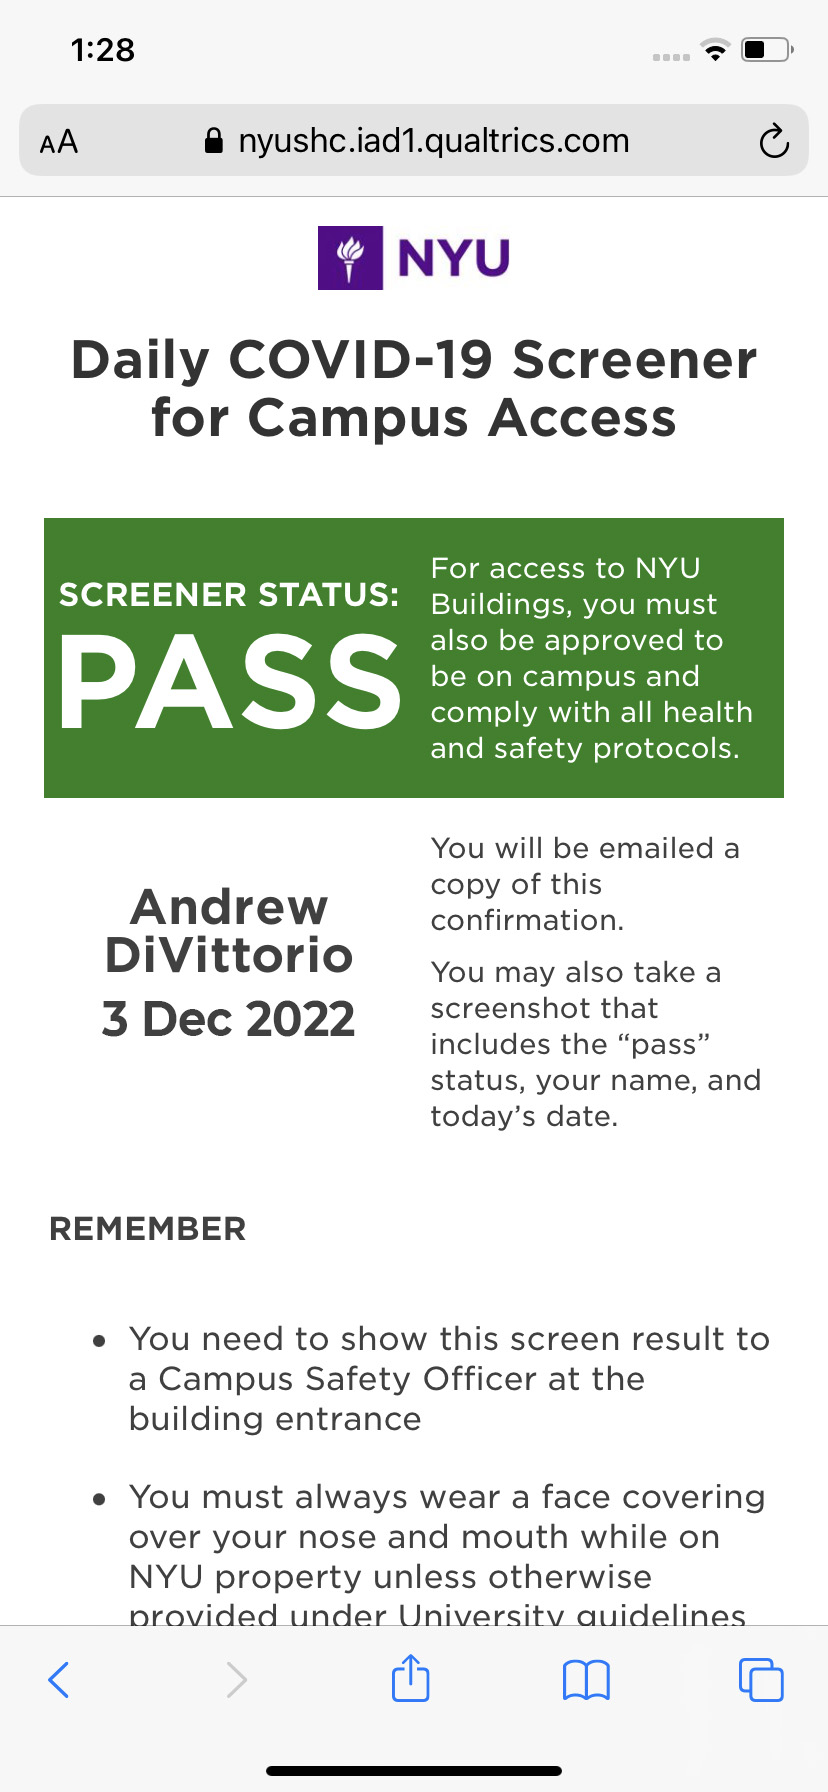 1:28
AA nyushc.iad1.qualtrics.com
NYU
Daily COVID-19 Screener
for Campus Access
SCREENER STATUS:
PASS
For access to NYU
Buildings, you must
also be approved to
be on campus and
comply with all health
and safety protocols.
Andrew
DiVittorio
3 Dec 2022
You will be emailed a
copy of this
confirmation.
You may also take a
screenshot that
includes the “pass”
status, your name, and
today’s date.
REMEMBER
• You need to show this screen result to
a Campus Safety Officer at the
building entrance
• You must always wear a face covering
over your nose and mouth while on
NYU property unless otherwise
provided under University guidelines